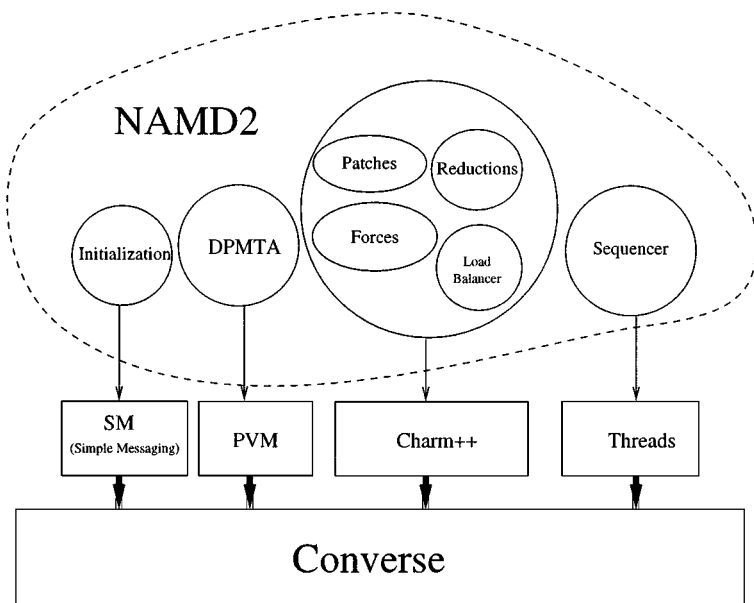 NAMD2
Patches
Reductions
Forces
Load
Balancer
Initialization
DPMTA
Sequencer
SM
(Simple Messaging)
PVM
Charm++
Threads
Converse